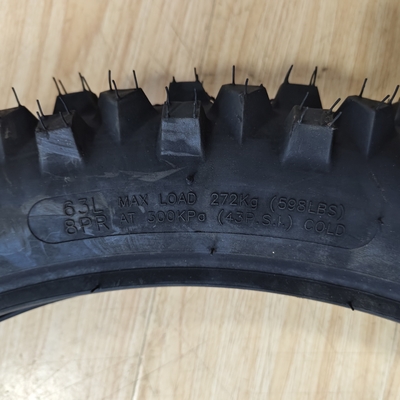 63L MAX LOAD 272Kg (598LBS)
8PR AT 300KPa (43P.S.I.) COLD